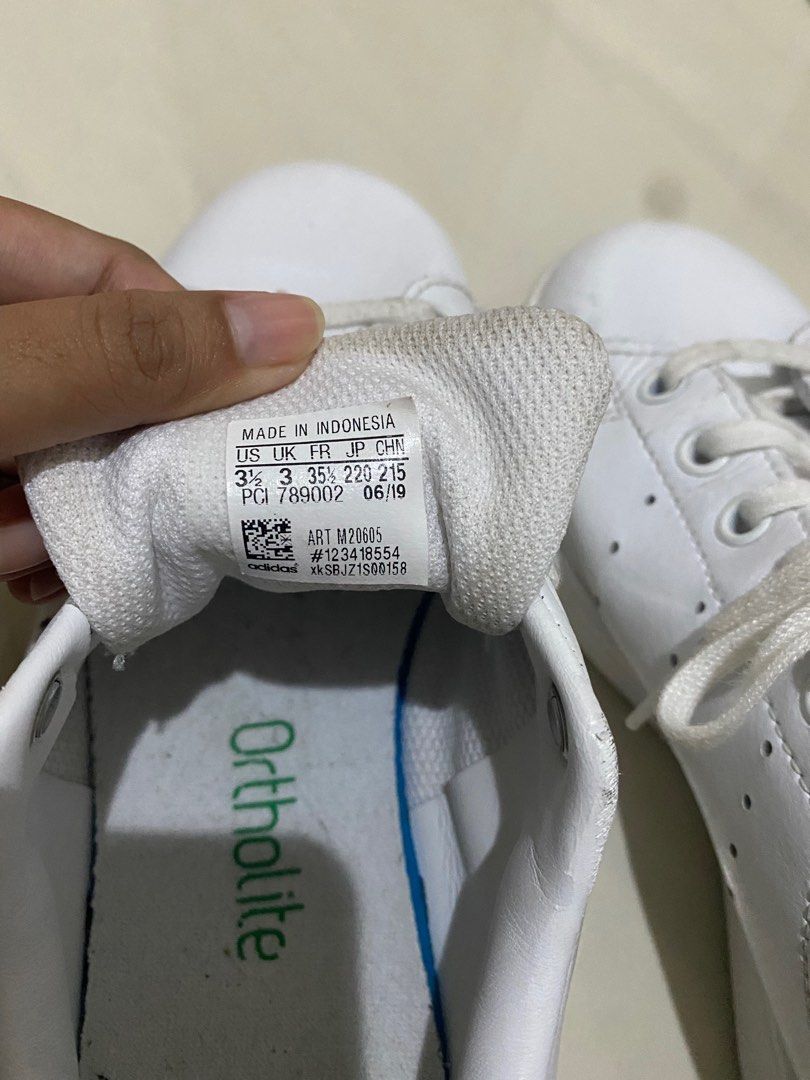 MADE IN INDONESIA
US UK FR JP CHN
3½ 3 35½ 220 215
PCI 789002 06/19
ART M20605
#123418554
adidas xkSBJZ1S00158
Ortholite